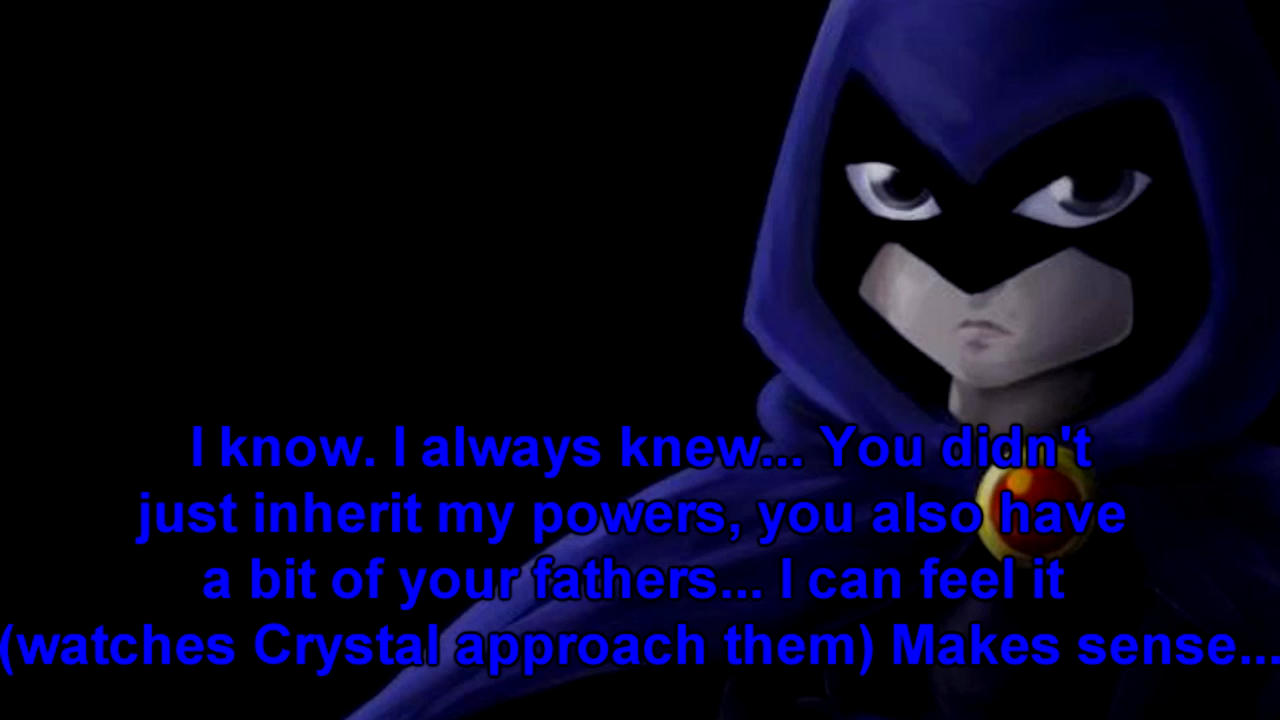 I know. I always knew... You didn't
just inherit my powers, you also have
a bit of your fathers... I can feel it
(watches Crystal approach them) Makes sense...